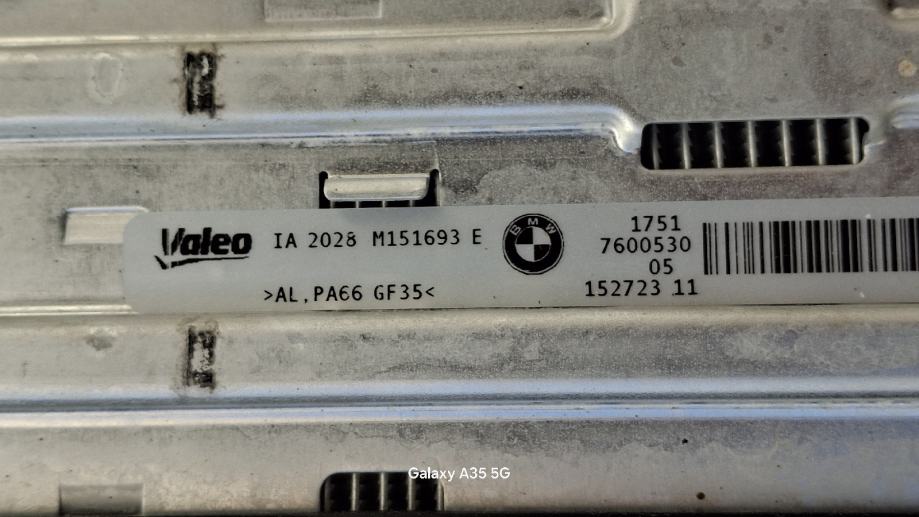 Valeo IA 2028 M151693 E
>AL,PA66 GF35<
BMW
1751
7600530
05
152723 11
Galaxy A35 5G